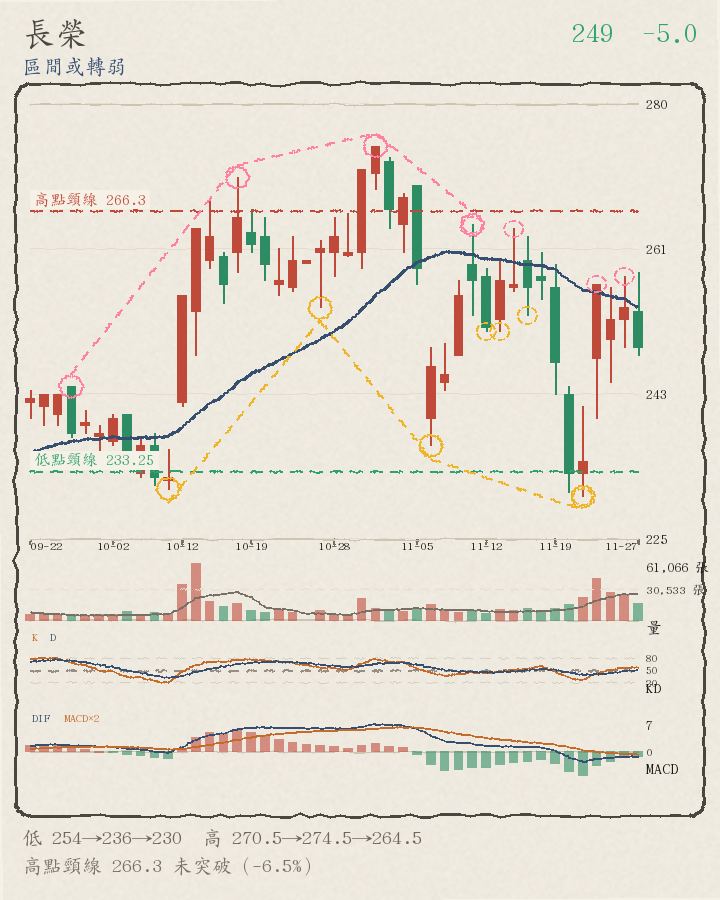 長榮
249 -5.0
區間或轉弱
280
高點頸線 266.3
261
243
低點頸線 233.25
225
09-22 10-02 10-12 10-19 10-28 11-05 11-12 11-19 11-27
61,066 張
30,533 張
量
K D
80
50
20
KD
DIF MACD×2
7
0
MACD
低 254→236→230 高 270.5→274.5→264.5
高點頸線 266.3 未突破 (-6.5%)